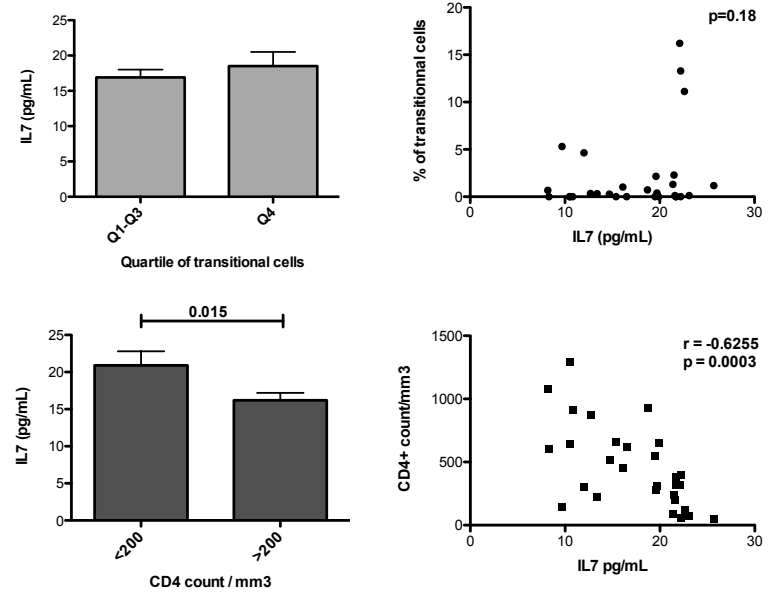 25
20
15
10
5
0
IL7 (pg/mL)
Q1-Q3
Q4
Quartile of transitional cells
20
15
10
5
0
% of transitionnal cells
p=0.18
0
10
20
30
IL7 (pg/mL)
0.015
25
20
15
10
5
0
IL7 (pg/mL)
<200
>200
CD4 count / mm3
1500
1000
500
0
CD4+ count/mm3
r = -0.6255
p = 0.0003
0
10
20
30
IL7 pg/mL